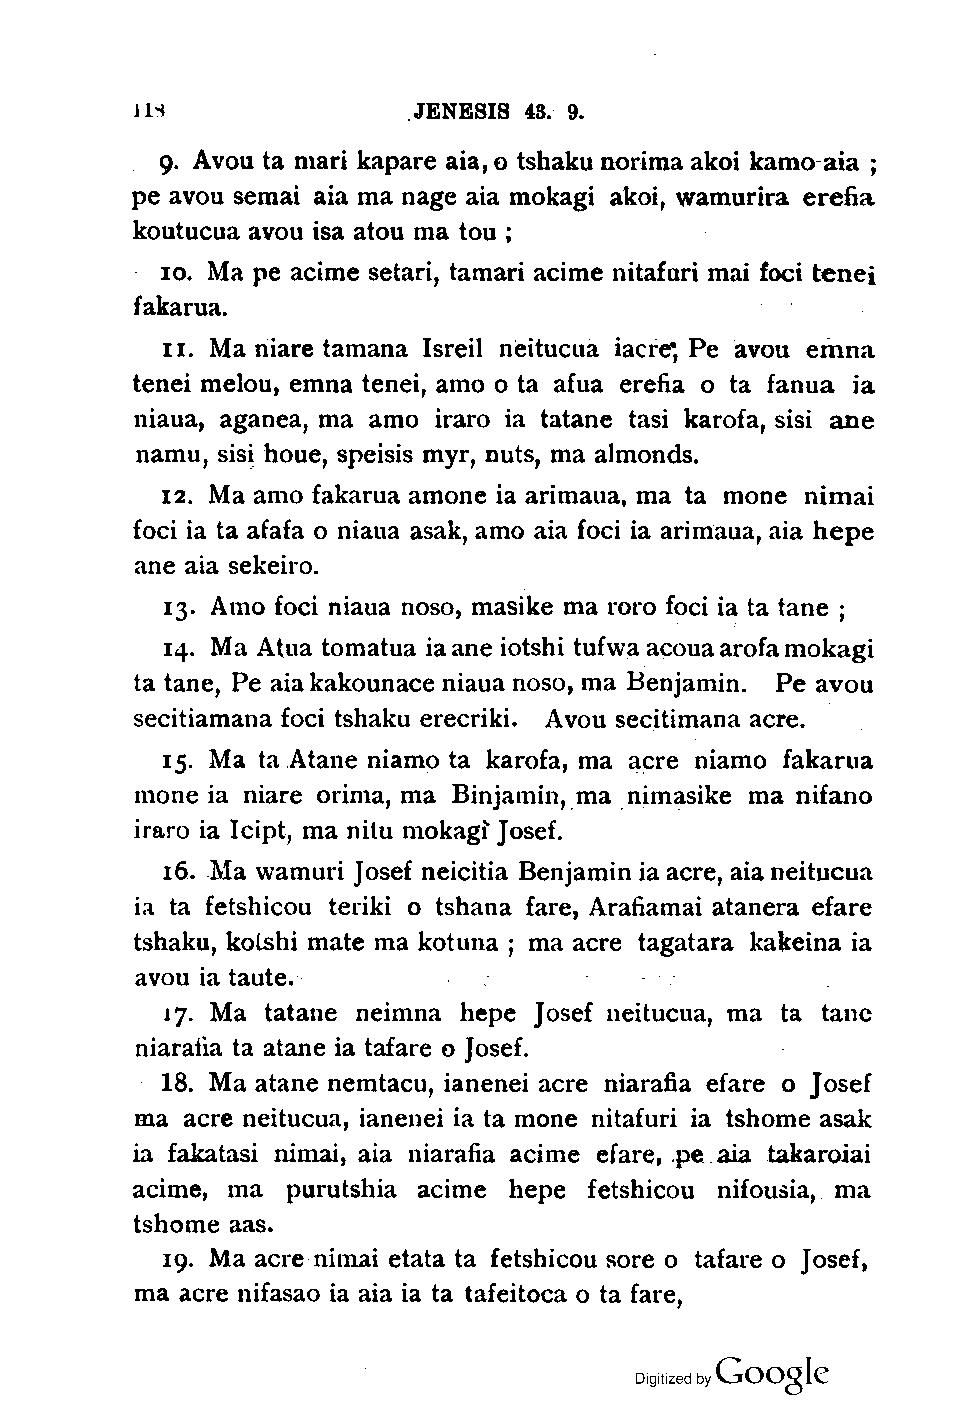 118 JENESIS 43. 9.
9. Avou ta mari kapare aia, o tshaku norima akoi kamo-aia ;
pe avou semai aia ma nage aia mokagi akoi, wamurira erefia
koutucua avou isa atou ma tou ;
10. Ma pe acime setari, tamari acime nitafuri mai foci tenei
fakarua.
11. Ma niare tamana Isreil neitucua iacre; Pe avou emna
tenei melou, emna tenei, amo o ta afua erefia o ta fanua ia
niaua, aganea, ma amo iraro ia tatane tasi karofa, sisi ane
namu, sisi houe, speisis myr, nuts, ma almonds.
12. Ma amo fakarua amone ia arimaua, ma ta mone nimai
foci ia ta afafa o niaua asak, amo aia foci ia arimaua, aia hepe
ane aia sekeiro.
13. Amo foci niaua noso, masike ma roro foci ia ta tane ;
14. Ma Atua tomatua ia ane iotshi tufwa acoua arofa mokagi
ta tane, Pe aia kakounace niaua noso, ma Benjamin. Pe avou
secitiamana foci tshaku erecriki. Avou secitimana acre.
15. Ma ta Atane niamo ta karofa, ma acre niamo fakarua
mone ia niare orima, ma Binjamin, ma nimasike ma nifano
iraro ia Icipt, ma nitu mokagi Josef.
16. Ma wamuri Josef neicitia Benjamin ia acre, aia neitucua
ia ta fetshicou teriki o tshana fare, Arafiamai atanera efare
tshaku, kotshi mate ma kotuna ; ma acre tagatara kakeina ia
avou ia taute.
17. Ma tatane neimna hepe Josef neitucua, ma ta tane
niarafia ta atane ia tafare o Josef.
18. Ma atane nemtacu, ianenei acre niarafia efare o Josef
ma acre neitucua, ianenei ia ta mone nitafuri ia tshome asak
ia fakatasi nimai, aia niarafia acime efare, pe aia takaroiai
acime, ma purutshia acime hepe fetshicou nifousia, ma
tshome aas.
19. Ma acre nimai etata ta fetshicou sore o tafare o Josef,
ma acre nifasao ia aia ia ta tafeitoca o ta fare,
Digitized by Google